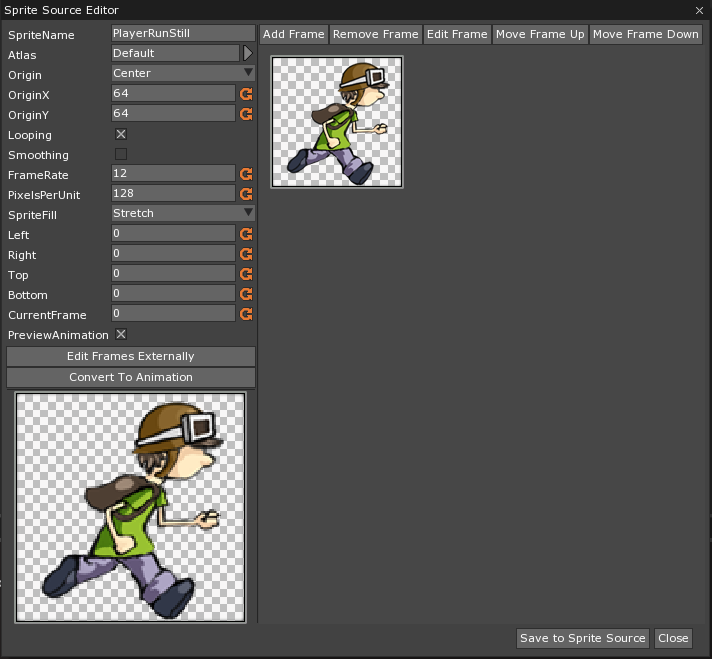 Sprite Source Editor
SpriteName PlayerRunStill
Atlas Default
Origin Center
OriginX 64
OriginY 64
Looping
Smoothing
FrameRate 12
PixelsPerUnit 128
SpriteFill Stretch
Left 0
Right 0
Top 0
Bottom 0
CurrentFrame 0
PreviewAnimation
Edit Frames Externally
Convert To Animation
Add Frame Remove Frame Edit Frame Move Frame Up Move Frame Down
Save to Sprite Source Close